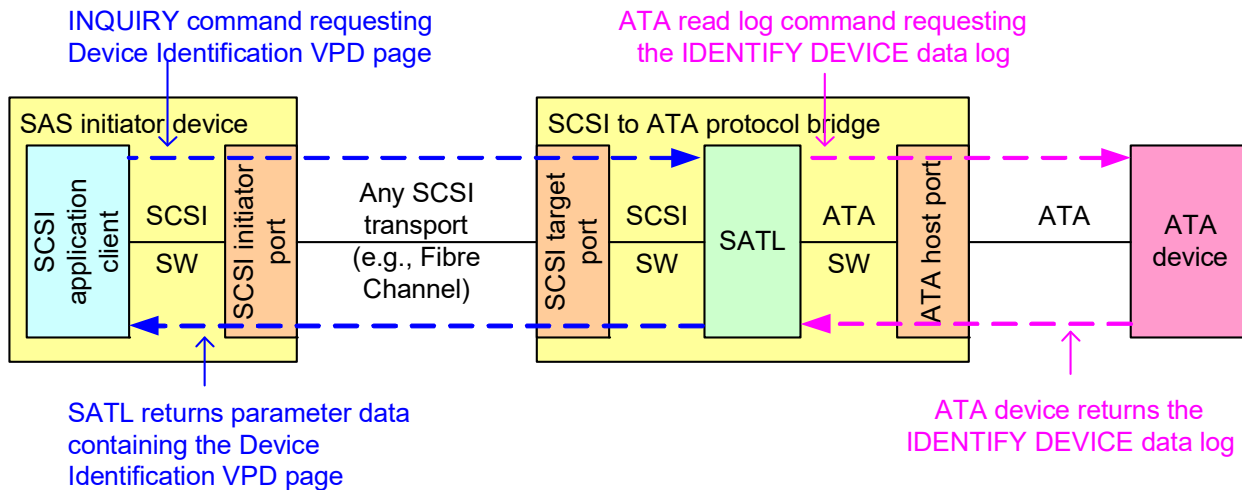 INQUIRY command requesting
Device Identification VPD page
ATA read log command requesting
the IDENTIFY DEVICE data log
SAS initiator device
SCSI to ATA protocol bridge
SCSI
application
client
SCSI
SW
SCSI initiator
port
Any SCSI
transport
(e.g., Fibre
Channel)
SCSI target
port
SCSI
SW
SATL
ATA
SW
ATA host port
ATA
ATA
device
SATL returns parameter data
containing the Device
Identification VPD page
ATA device returns the
IDENTIFY DEVICE data log